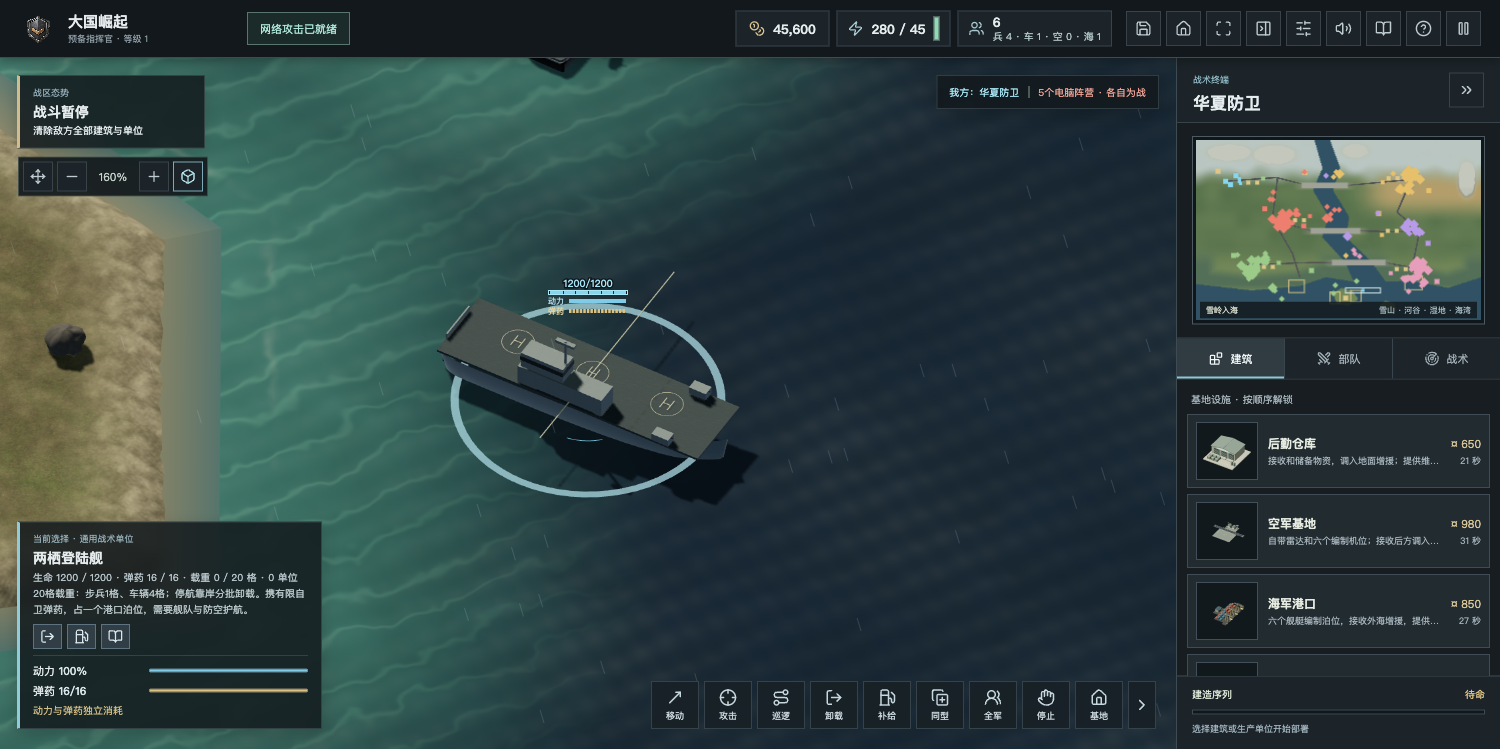 大国崛起
预备指挥官 · 等级 1
网络攻击已就绪
45,600
280 / 45
6
兵 4 · 车 1 · 空 0 · 海 1
战区态势
战斗暂停
清除敌方全部建筑与单位
160%
我方：华夏防卫
5个电脑阵营 · 各自为战
1200/1200
动力
弹药
H
H
H
当前选择 · 通用战术单位
两栖登陆舰
生命 1200 / 1200 · 弹药 16 / 16 · 载重 0 / 20 格 · 0 单位
20格载重：步兵1格、车辆4格；停航靠岸分批卸载。携有限自
卫弹药，占一个港口泊位，需要舰队与防空护航。
动力 100%
弹药 16/16
动力与弹药独立消耗
移动
攻击
巡逻
卸载
补给
同型
全军
停止
基地
战术终端
华夏防卫
雪岭入海
雪山 · 河谷 · 湿地 · 海湾
建筑
部队
战术
基地设施 · 按顺序解锁
后勤仓库
¤ 650
接收和储备物资，调入地面增援；提供维...
21 秒
空军基地
¤ 980
自带雷达和六个编制机位；接收后方调入...
31 秒
海军港口
¤ 850
六个舰艇编制泊位，接收外海增援，提供...
27 秒
建造序列
待命
选择建筑或生产单位开始部署